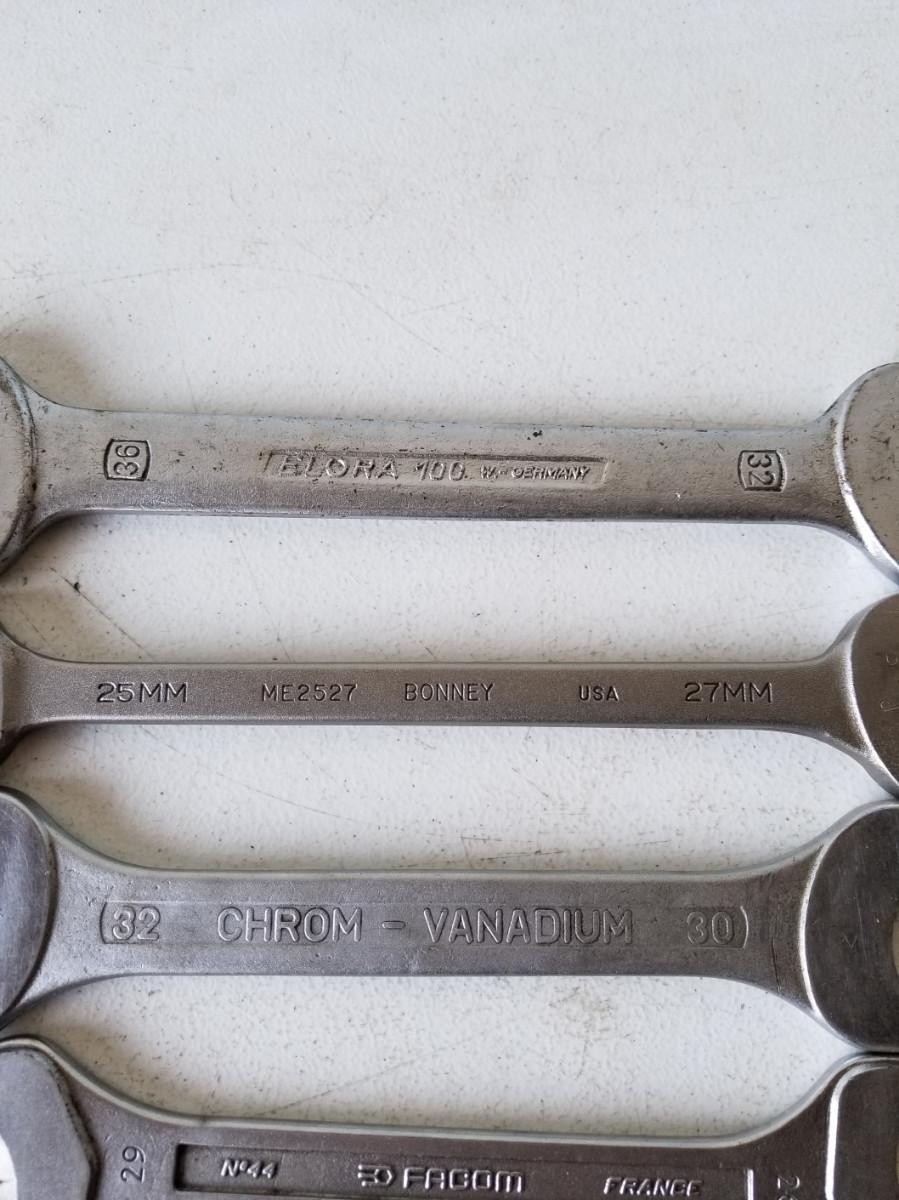 36 ELORA 100 W.-GERMANY 32
25MM ME2527 BONNEY USA 27MM
32 CHROM - VANADIUM 30
29 Nº44 FACOM FRANCE